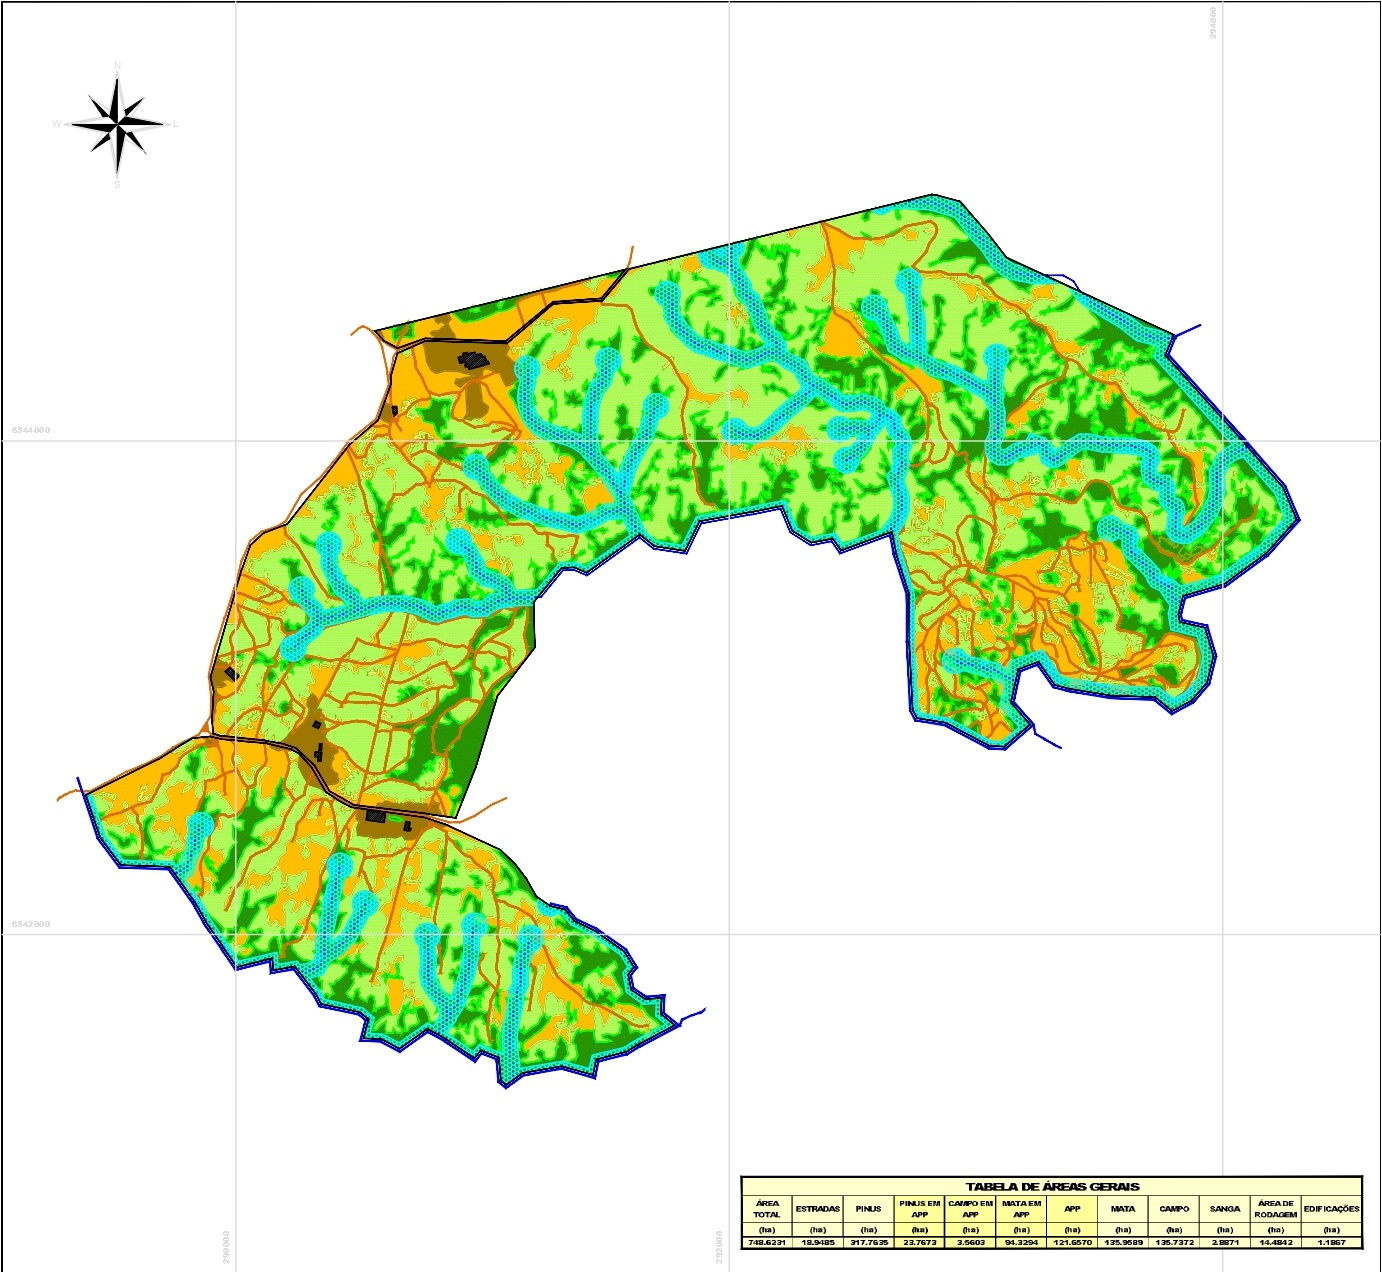 294000
N
W L
S
6544000
6542000
290000
292000
TABELA DE ÁREAS GERAIS
ÁREA TOTAL ESTRADAS PINUS PINUS EM APP CAMPO EM APP MATA EM APP APP MATA CAMPO SANGA ÁREA DE RODAGEM EDIFICAÇÕES
(ha) (ha) (ha) (ha) (ha) (ha) (ha) (ha) (ha) (ha) (ha) (ha)
748.6231 18.9485 317.7635 23.7673 3.5603 94.3294 121.6570 135.9589 135.7372 2.8871 14.4842 1.1867